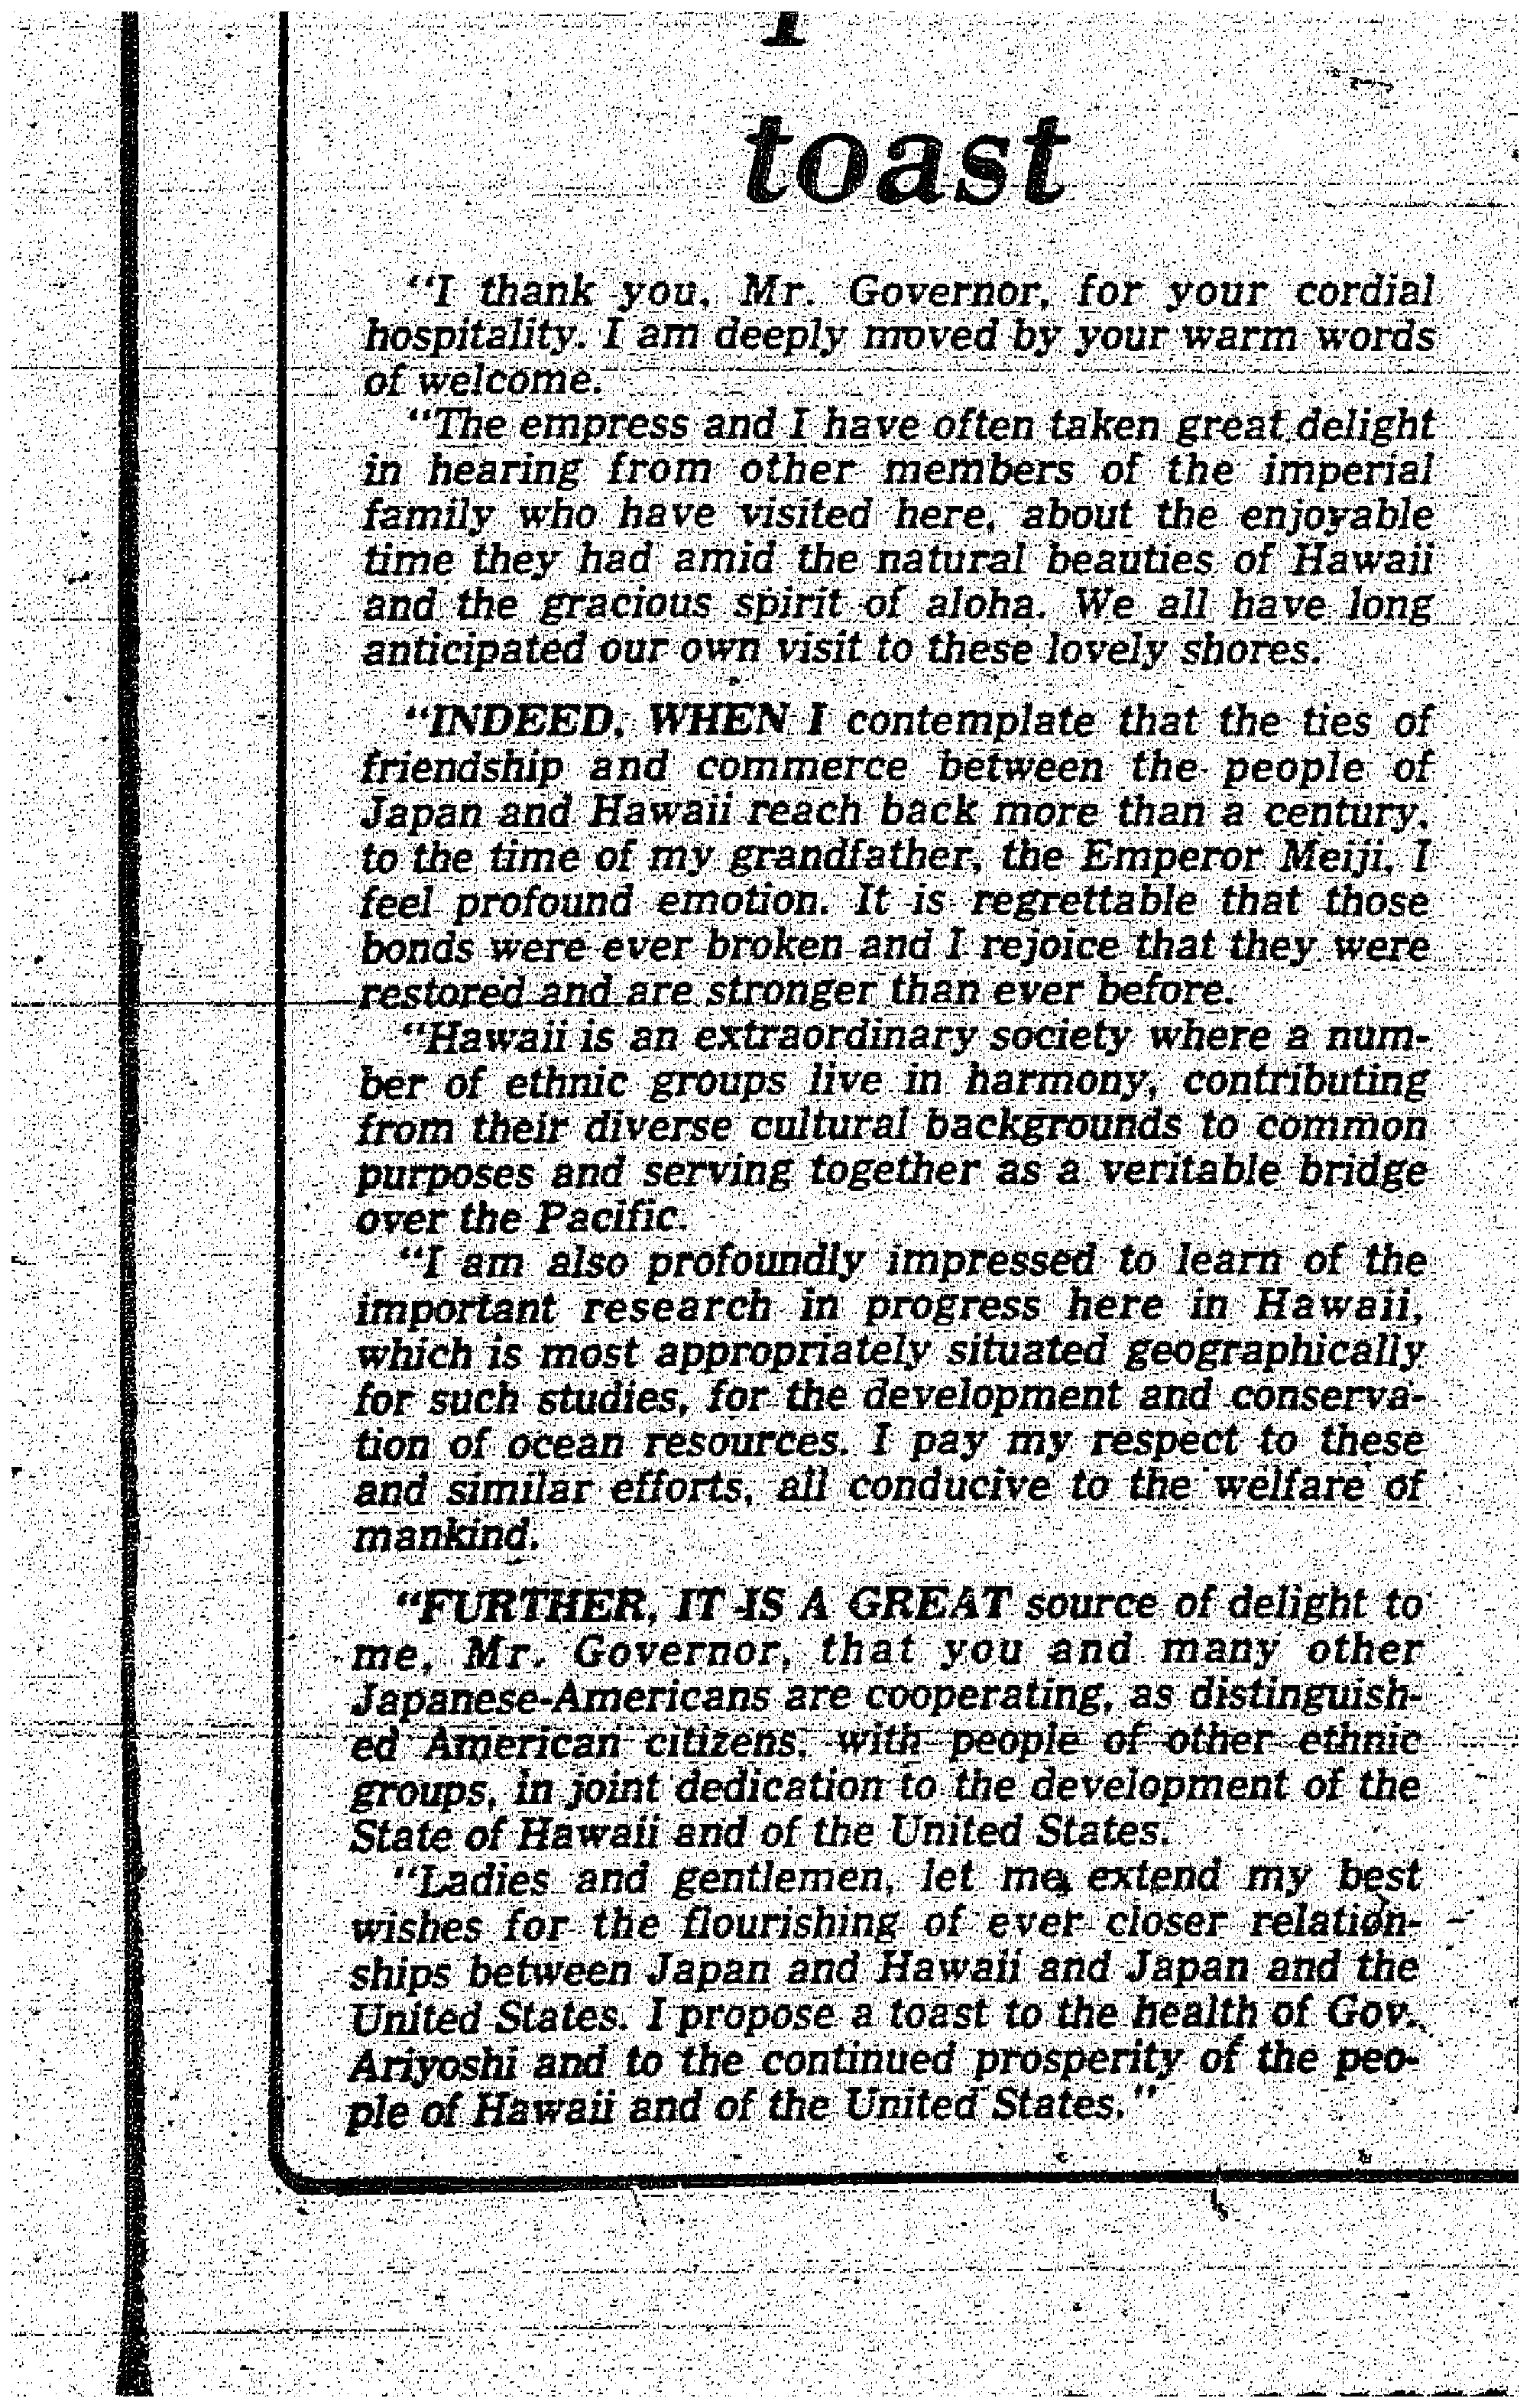 toast
"I thank you, Mr. Governor, for your cordial
hospitality. I am deeply moved by your warm words
of welcome.
"The empress and I have often taken great delight
in hearing from other members of the imperial
family who have visited here, about the enjoyable
time they had amid the natural beauties of Hawaii
and the gracious spirit of aloha. We all have long
anticipated our own visit to these lovely shores.
"INDEED, WHEN I contemplate that the ties of
friendship and commerce between the people of
Japan and Hawaii reach back more than a century,
to the time of my grandfather, the Emperor Meiji, I
feel profound emotion. It is regrettable that those
bonds were ever broken and I rejoice that they were
restored and are stronger than ever before.
"Hawaii is an extraordinary society where a num-
ber of ethnic groups live in harmony, contributing
from their diverse cultural backgrounds to common
purposes and serving together as a veritable bridge
over the Pacific.
"I am also profoundly impressed to learn of the
important research in progress here in Hawaii,
which is most appropriately situated geographically
for such studies, for the development and conserva-
tion of ocean resources. I pay my respect to these
and similar efforts, all conducive to the welfare of
mankind.
"FURTHER, IT IS A GREAT source of delight to
me, Mr. Governor, that you and many other
Japanese-Americans are cooperating, as distinguish-
ed American citizens, with people of other ethnic
groups, in joint dedication to the development of the
State of Hawaii and of the United States.
"Ladies and gentlemen, let me extend my best
wishes for the flourishing of ever closer relation-
ships between Japan and Hawaii and Japan and the
United States. I propose a toast to the health of Gov.
Ariyoshi and to the continued prosperity of the peo-
ple of Hawaii and of the United States."